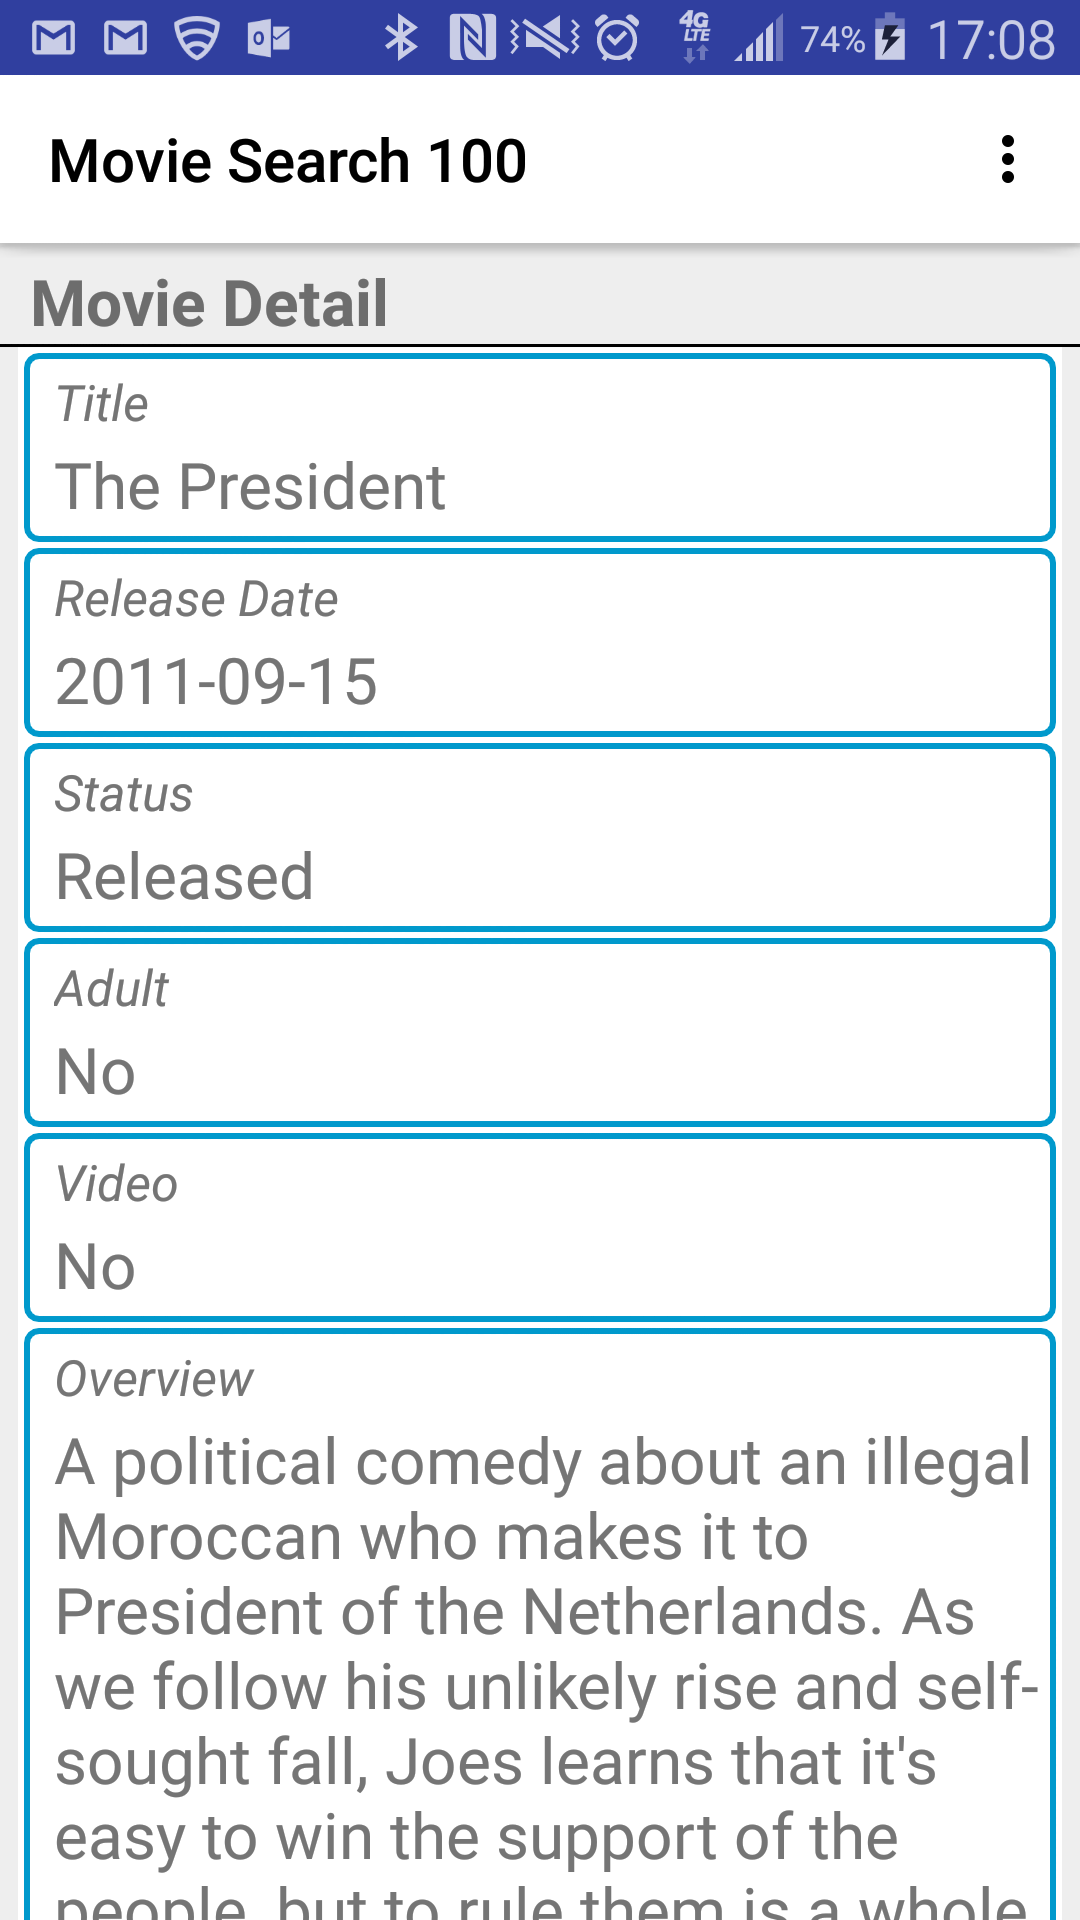 4G LTE 74% 17:08
Movie Search 100
Movie Detail
Title
The President
Release Date
2011-09-15
Status
Released
Adult
No
Video
No
Overview
A political comedy about an illegal
Moroccan who makes it to
President of the Netherlands. As
we follow his unlikely rise and self-
sought fall, Joes learns that it's
easy to win the support of the
people, but to rule them is a whole